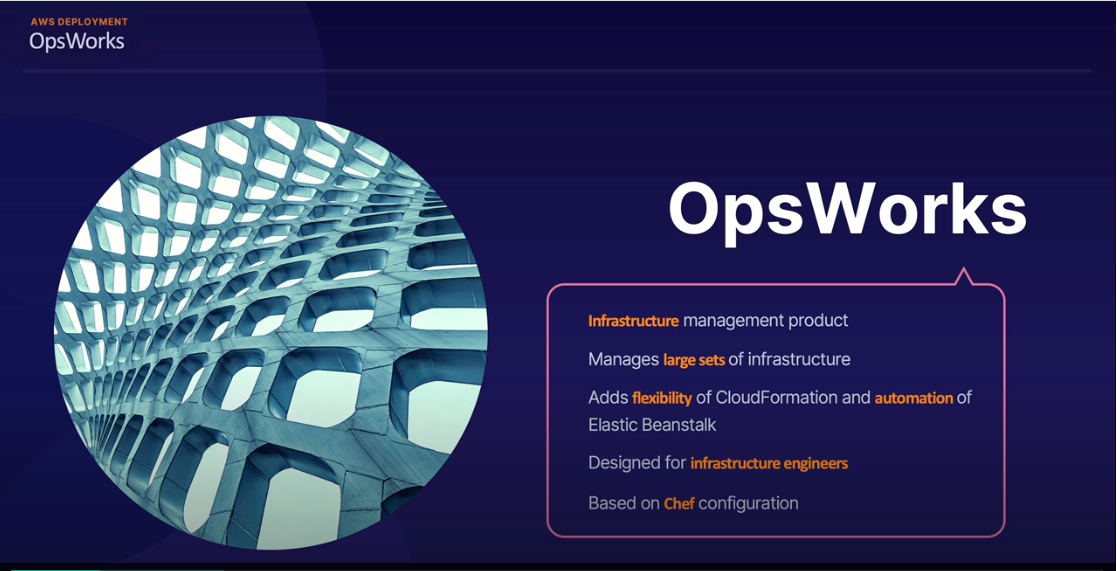 AWS DEPLOYMENT
OpsWorks
OpsWorks
Infrastructure management product
Manages large sets of infrastructure
Adds flexibility of CloudFormation and automation of
Elastic Beanstalk
Designed for infrastructure engineers
Based on Chef configuration